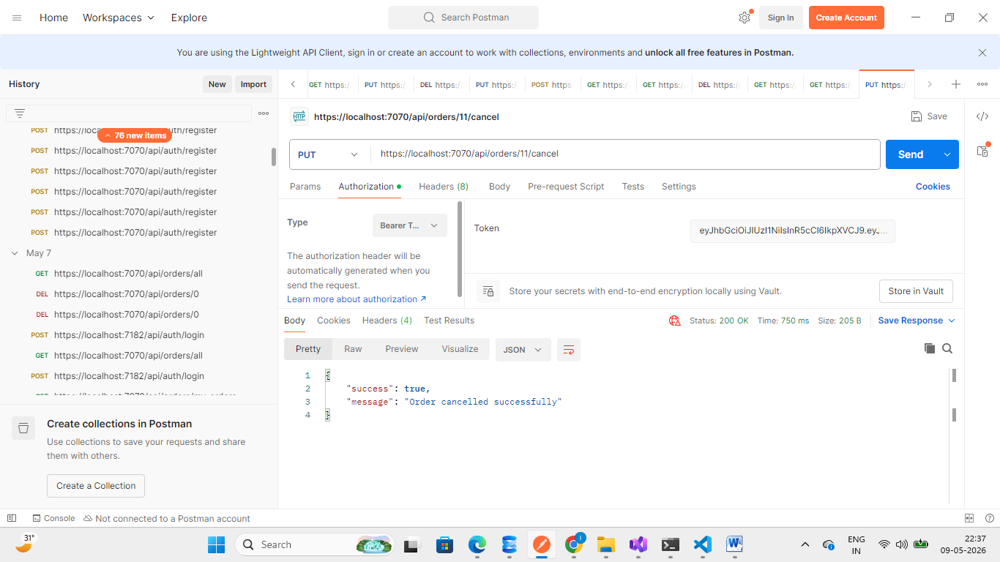 Home Workspaces Explore Search Postman Sign In Create Account
You are using the Lightweight API Client, sign in or create an account to work with collections, environments and unlock all free features in Postman.
History New Import
GET https:/ PUT https: DEL https:/ PUT https: POST https GET https:/ GET https:/ DEL https:/ GET https:/ GET https:/ PUT https:/
76 new items
POST https://localhost:7070/api/auth/register
POST https://localhost:7070/api/auth/register
POST https://localhost:7070/api/auth/register
POST https://localhost:7070/api/auth/register
POST https://localhost:7070/api/auth/register
POST https://localhost:7070/api/auth/register
May 7
GET https://localhost:7070/api/orders/all
DEL https://localhost:7070/api/orders/0
DEL https://localhost:7070/api/orders/0
POST https://localhost:7182/api/auth/login
GET https://localhost:7070/api/orders/all
POST https://localhost:7182/api/auth/login
GET https://localhost:7070/api/orders/my-orders
Create collections in Postman
Use collections to save your requests and share
them with others.
Create a Collection
HTTP https://localhost:7070/api/orders/11/cancel Save
PUT https://localhost:7070/api/orders/11/cancel Send
Params Authorization Headers (8) Body Pre-request Script Tests Settings Cookies
Type Bearer T...
The authorization header will be
automatically generated when you
send the request.
Learn more about authorization ↗
Token eyJhbGciOiJIUzI1NiIsInR5cCI6IkpXVCJ9.eyJ...
Store your secrets with end-to-end encryption locally using Vault. Store in Vault
Body Cookies Headers (4) Test Results Status: 200 OK Time: 750 ms Size: 205 B Save Response
Pretty Raw Preview Visualize JSON
1 {
2 "success": true,
3 "message": "Order cancelled successfully"
4 }
Console Not connected to a Postman account
31° Search ENG
IN
22:37
09-05-2026